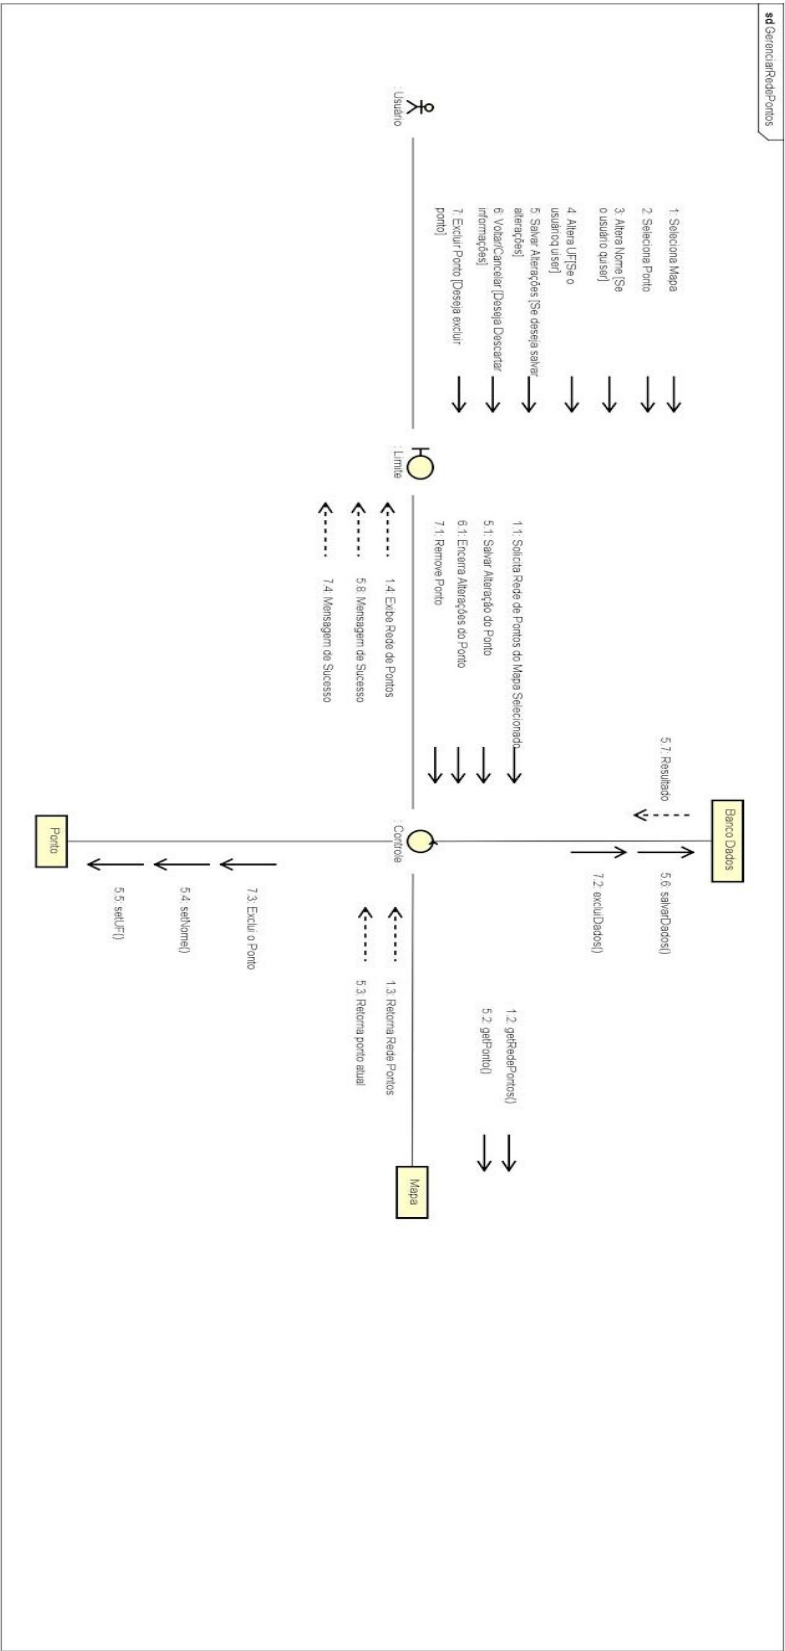 sd GerenciarRedePontos
: Usuário
1: Seleciona Mapa
2: Seleciona Ponto
3: Altera Nome [Se
o usuário quiser]
4: Altera UF[Se o
usuárioq uiser]
5: Salvar Alterações [Se deseja salvar
alterações]
6: Voltar/Cancelar [Deseja Descartar
informações]
7: Excluir Ponto [Deseja excluir
ponto]
: Limite
1.1: Solicita Rede de Pontos do Mapa Selecionado
5.1: Salvar Alteração do Ponto
6.1: Encerra Alterações do Ponto
7.1: Remove Ponto
1.4: Exibe Rede de Pontos
5.8: Mensagem de Sucesso
7.4: Mensagem de Sucesso
Banco Dados
5.7: Resultado
5.6: salvarDados()
7.2: excluiDados()
: Controle
7.3: Exclui o Ponto
5.4: setNome()
5.5: setUF()
Ponto
1.2: getRedePontos()
5.2: getPonto()
1.3: Retorna Rede Pontos
5.3: Retorna ponto atual
Mapa